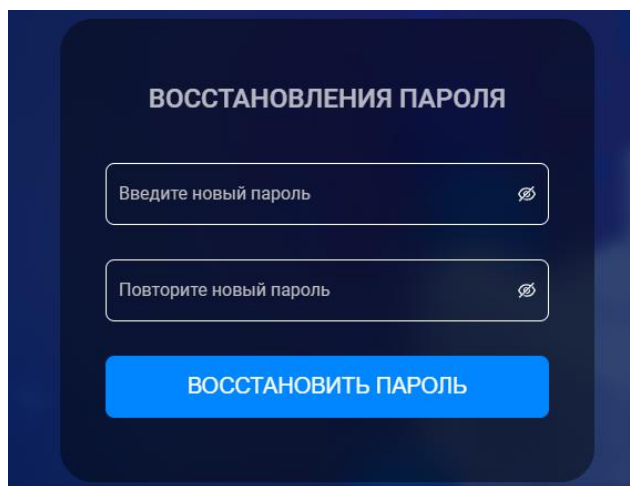 ВОССТАНОВЛЕНИЯ ПАРОЛЯ
Введите новый пароль
Повторите новый пароль
ВОССТАНОВИТЬ ПАРОЛЬ